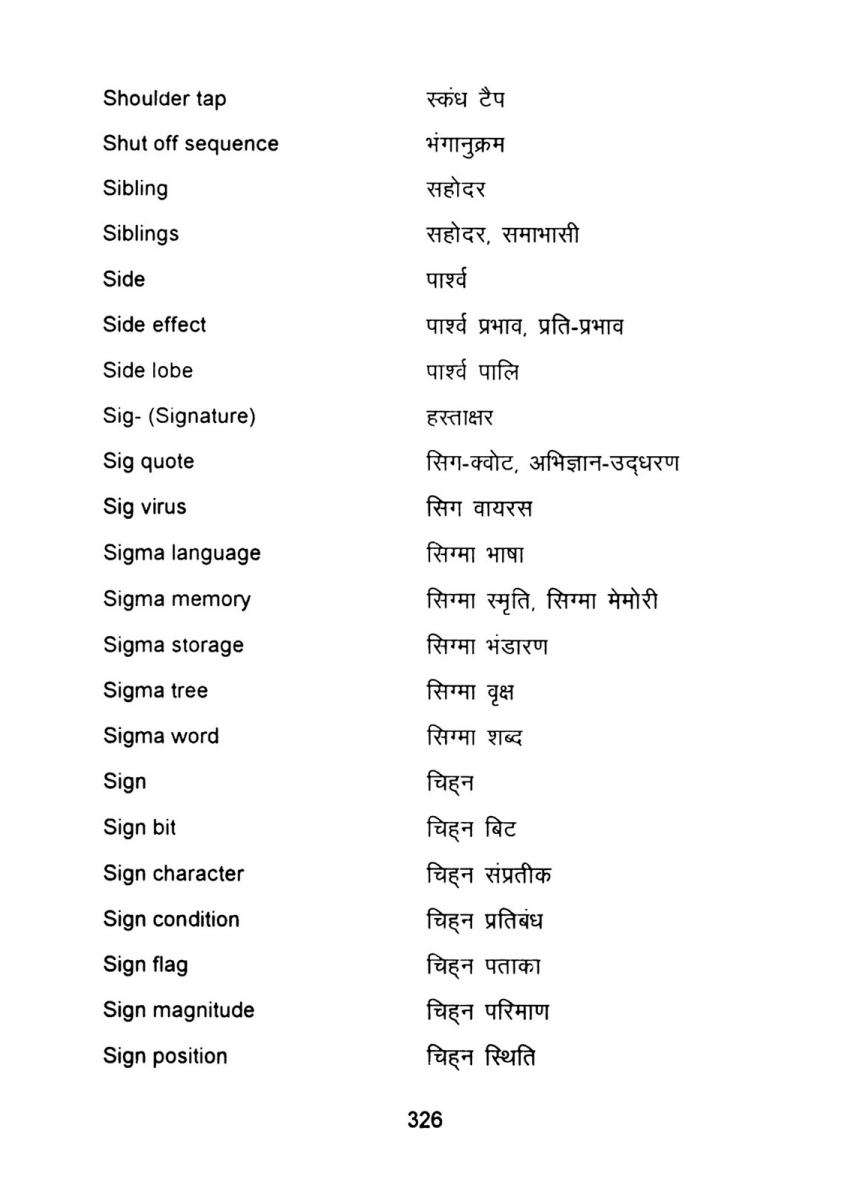 Shoulder tap स्कंध टैप
Shut off sequence भंगानुक्रम
Sibling सहोदर
Siblings सहोदर, समाभासी
Side पार्श्व
Side effect पार्श्व प्रभाव, प्रति-प्रभाव
Side lobe पार्श्व पालि
Sig- (Signature) हस्ताक्षर
Sig quote सिग-क्वोट, अभिज्ञान-उद्धरण
Sig virus सिग वायरस
Sigma language सिग्मा भाषा
Sigma memory सिग्मा स्मृति, सिग्मा मेमोरी
Sigma storage सिग्मा भंडारण
Sigma tree सिग्मा वृक्ष
Sigma word सिग्मा शब्द
Sign चिह्न
Sign bit चिह्न बिट
Sign character चिह्न संप्रतीक
Sign condition चिह्न प्रतिबंध
Sign flag चिह्न पताका
Sign magnitude चिह्न परिमाण
Sign position चिह्न स्थिति
326